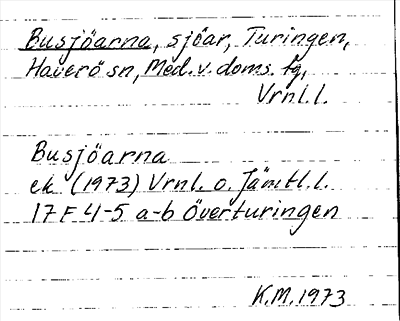 Busjöarna, sjöar, Turingen,
Haverö sn, Med. v. doms. tg,
Vrnl. l.
Busjöarna
ek (1973) Vrnl. o. Jämtl. l.
17 F 4-5 a-b Överturingen
K.M. 1973